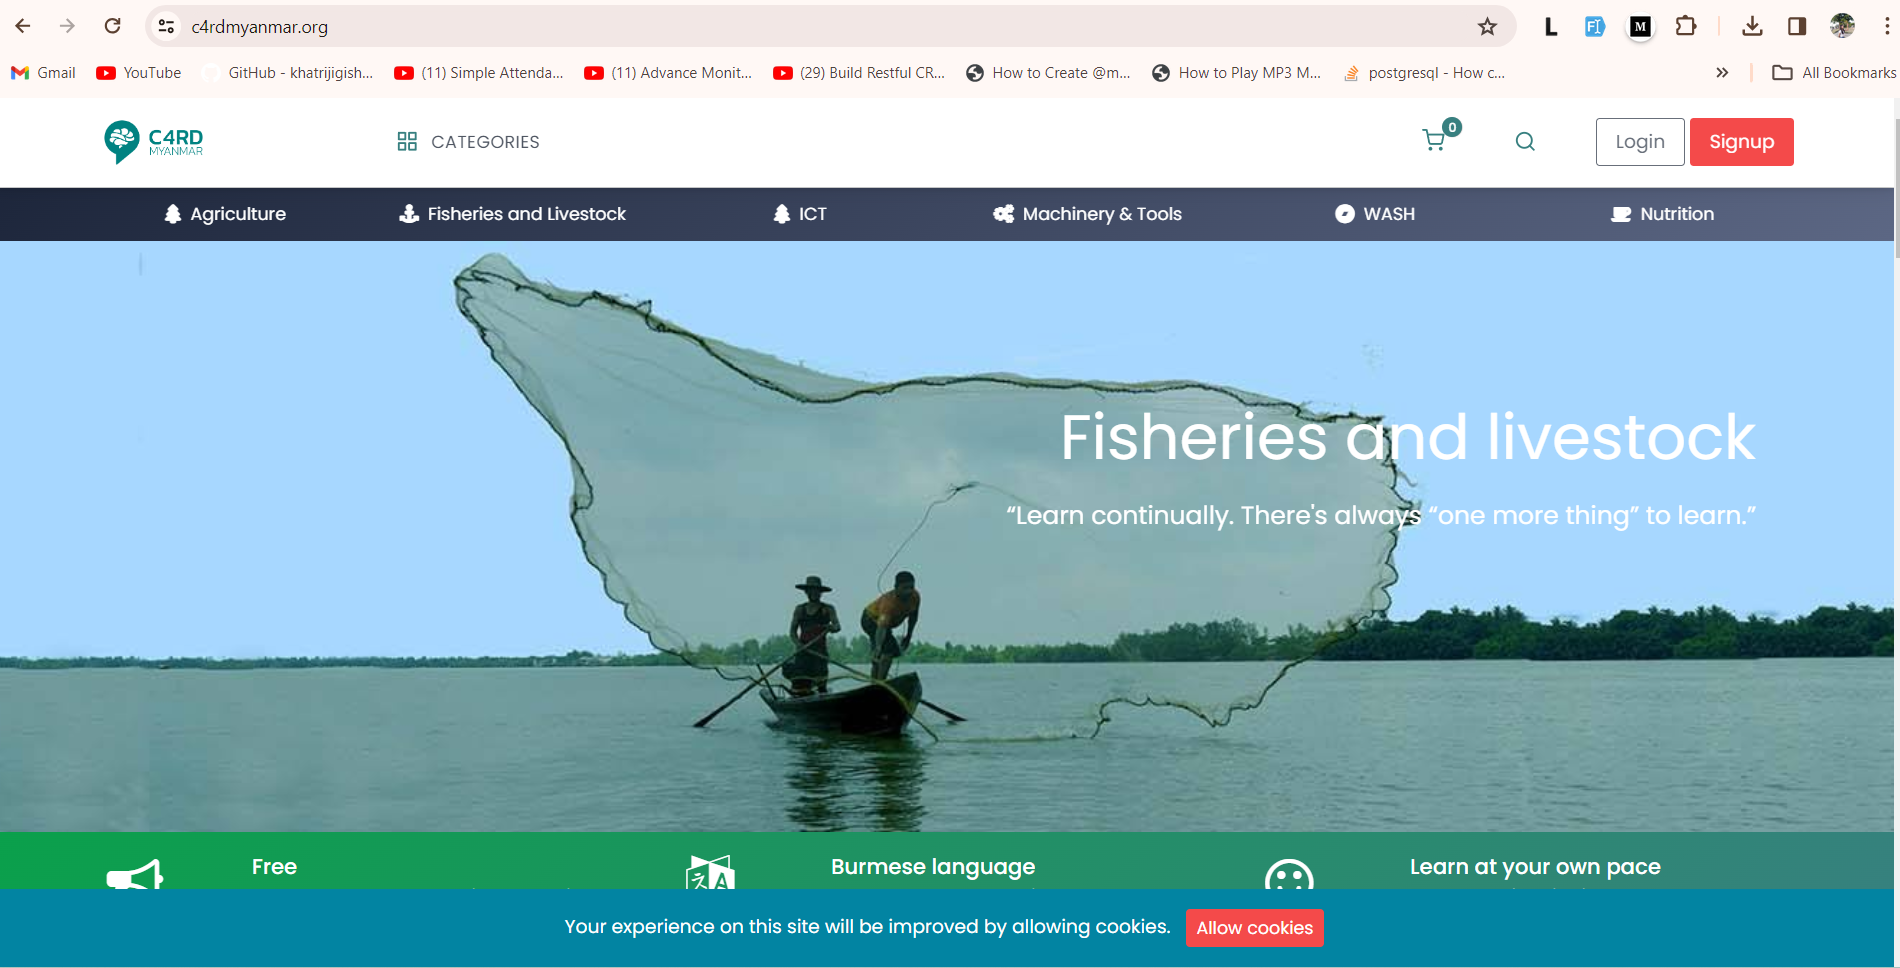 c4rdmyanmar.org
Gmail
YouTube
GitHub - khatrijigish...
(11) Simple Attenda...
(11) Advance Monit...
(29) Build Restful CR...
How to Create @m...
How to Play MP3 M...
postgresql - How c...
All Bookmarks
C4RD
MYANMAR
CATEGORIES
0
Login
Signup
Agriculture
Fisheries and Livestock
ICT
Machinery & Tools
WASH
Nutrition
Fisheries and livestock
“Learn continually. There's always “one more thing” to learn.”
Free
Burmese language
Learn at your own pace
Your experience on this site will be improved by allowing cookies.
Allow cookies